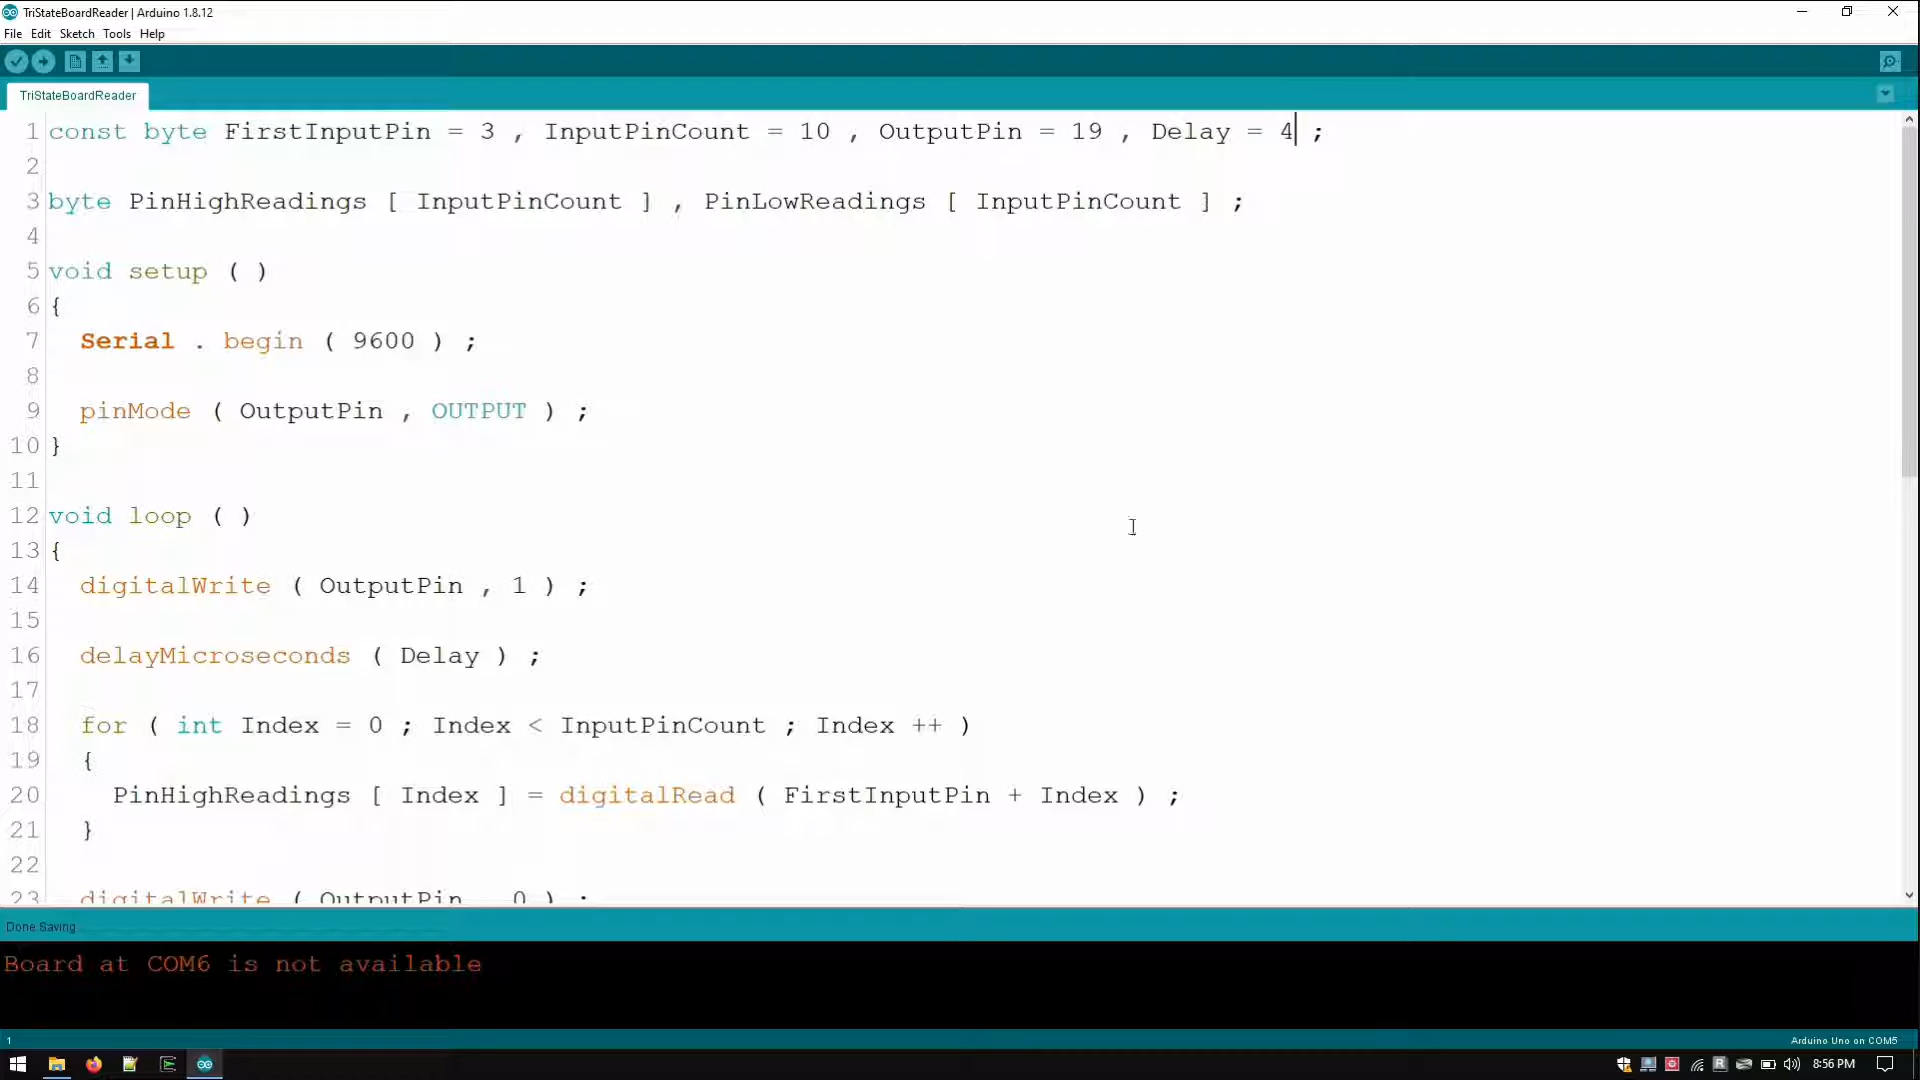 TriStateBoardReader | Arduino 1.8.12
File Edit Sketch Tools Help
TriStateBoardReader
1 const byte FirstInputPin = 3 , InputPinCount = 10 , OutputPin = 19 , Delay = 4 ;
2
3 byte PinHighReadings [ InputPinCount ] , PinLowReadings [ InputPinCount ] ;
4
5 void setup ( )
6 {
7 Serial . begin ( 9600 ) ;
8
9 pinMode ( OutputPin , OUTPUT ) ;
10 }
11
12 void loop ( )
13 {
14 digitalWrite ( OutputPin , 1 ) ;
15
16 delayMicroseconds ( Delay ) ;
17
18 for ( int Index = 0 ; Index < InputPinCount ; Index ++ )
19 {
20 PinHighReadings [ Index ] = digitalRead ( FirstInputPin + Index ) ;
21 }
22
23 digitalWrite ( OutputPin , 0 ) ;
Done Saving
Board at COM6 is not available
1
Arduino Uno on COM5
8:56 PM